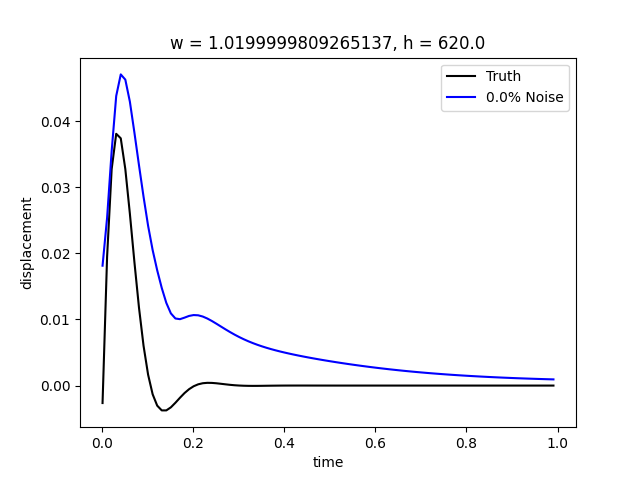 w = 1.0199999809265137, h = 620.0
Truth
0.0% Noise
displacement
0.04
0.03
0.02
0.01
0.00
0.0 0.2 0.4 0.6 0.8 1.0
time